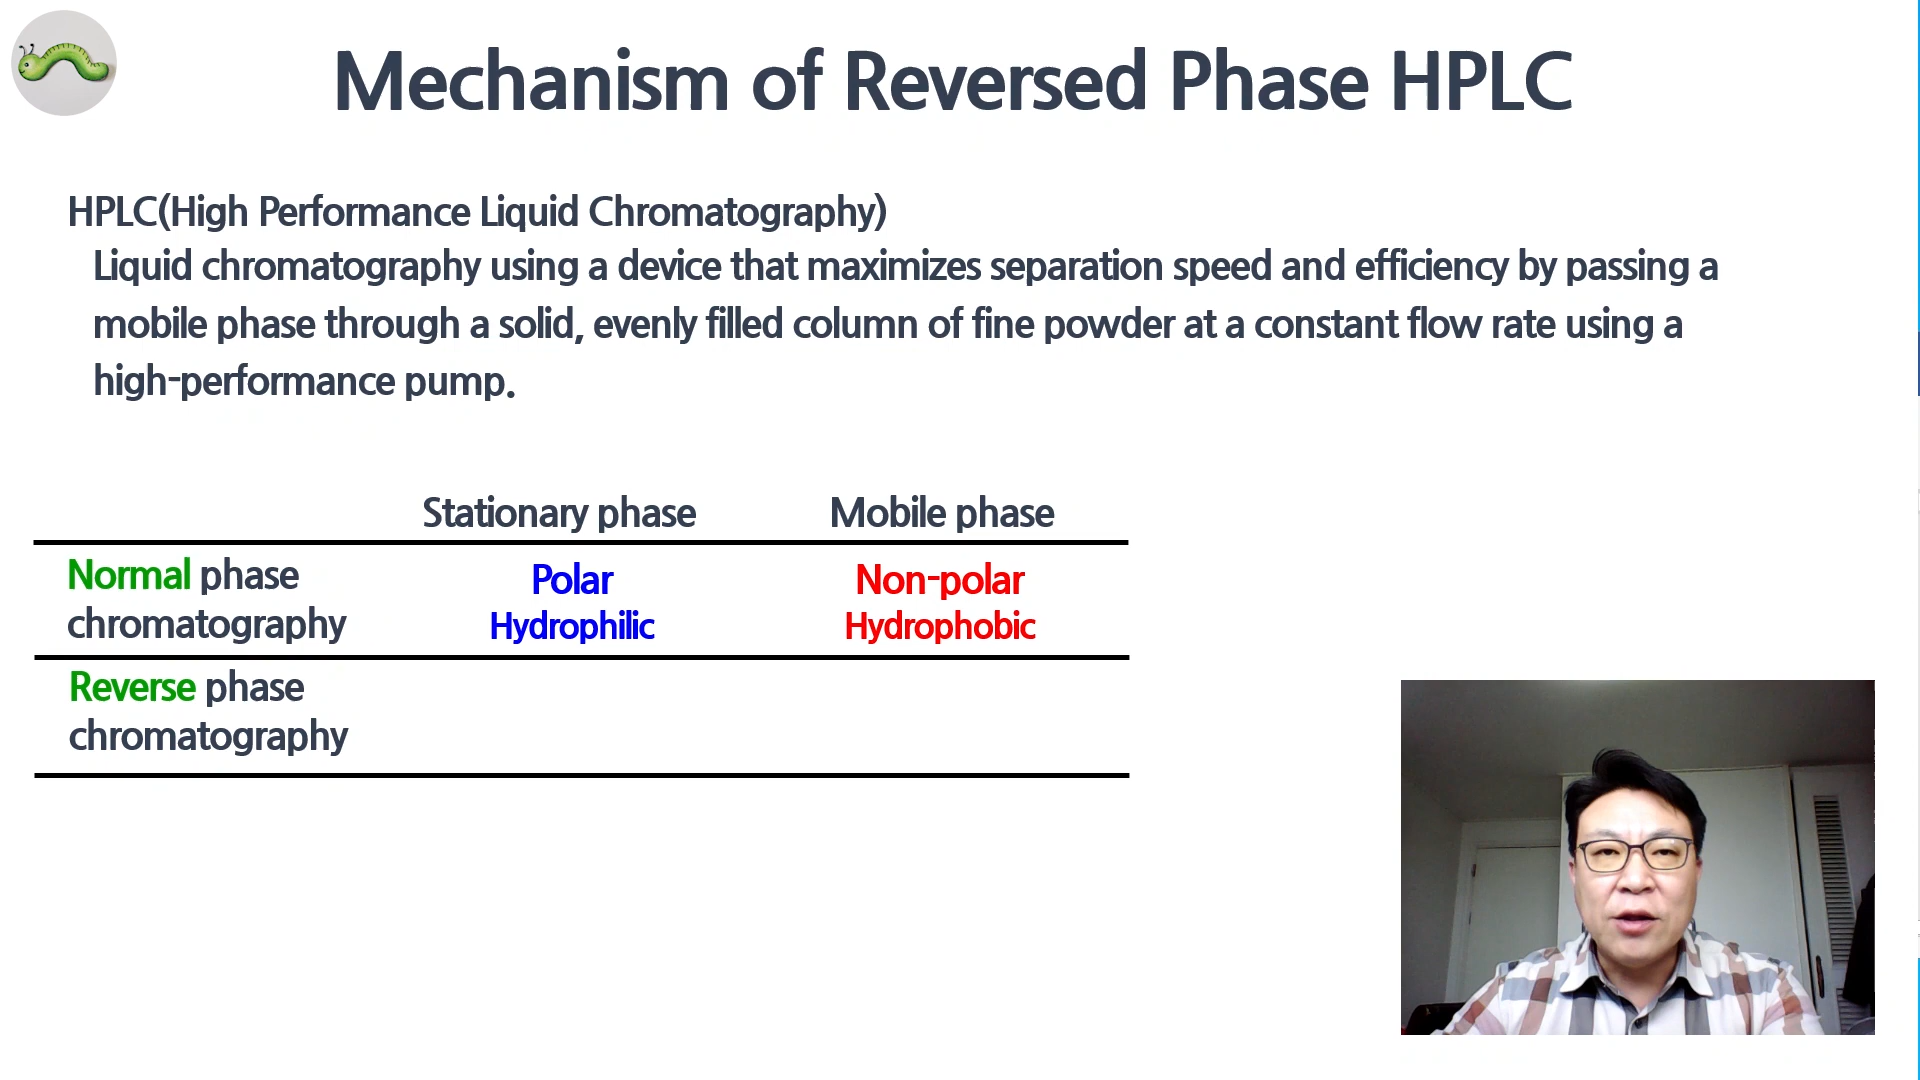 Mechanism of Reversed Phase HPLC
HPLC(High Performance Liquid Chromatography)
Liquid chromatography using a device that maximizes separation speed and efficiency by passing a
mobile phase through a solid, evenly filled column of fine powder at a constant flow rate using a
high-performance pump.
Stationary phase Mobile phase
Normal phase
chromatography
Polar
Hydrophilic
Non-polar
Hydrophobic
Reverse phase
chromatography